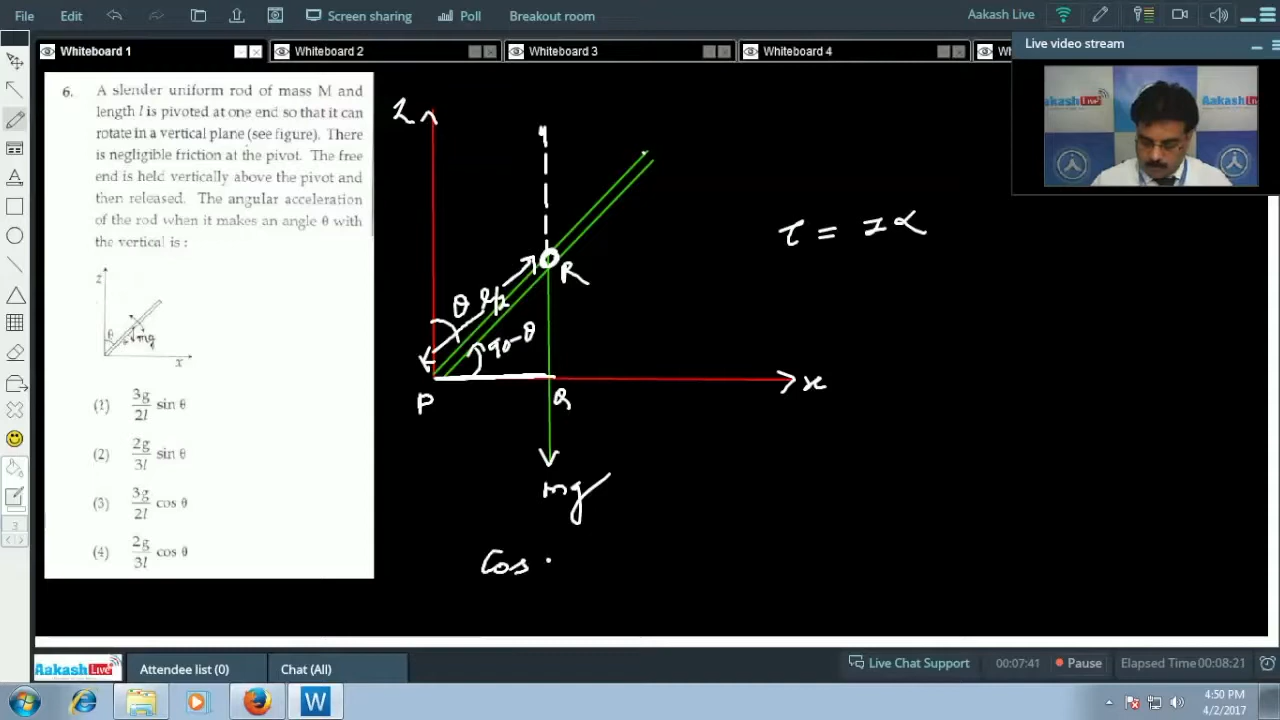 File Edit Screen sharing Poll Breakout room Aakash Live
Whiteboard 1 Whiteboard 2 Whiteboard 3 Whiteboard 4 Wh
Live video stream
AakashLive
AakashLive
6. A slender uniform rod of mass M and
length l is pivoted at one end so that it can
rotate in a vertical plane (see figure). There
is negligible friction at the pivot. The free
end is held vertically above the pivot and
then released. The angular acceleration
of the rod when it makes an angle θ with
the vertical is :
z
θ
mg
x
(1) 3g/2l sin θ
(2) 2g/3l sin θ
(3) 3g/2l cos θ
(4) 2g/3l cos θ
Z
τ = Iα
R
θ l/2
90-θ
x
P Q
mg
Cos
3
AakashLive Attendee list (0) Chat (All) Live Chat Support 00:07:41 Pause Elapsed Time 00:08:21
W
4:50 PM
4/2/2017